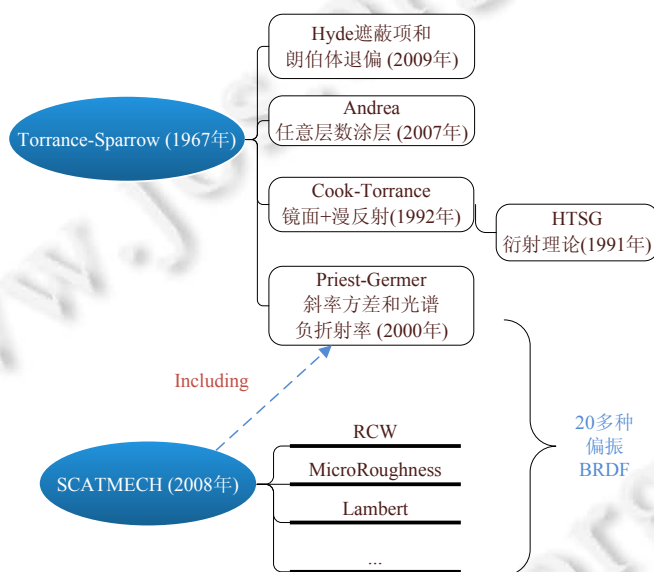 Hyde遮蔽项和
朗伯体退偏 (2009年)
Torrance-Sparrow (1967年)
Andrea
任意层数涂层 (2007年)
Cook-Torrance
镜面+漫反射(1992年)
HTSG
衍射理论(1991年)
Priest-Germer
斜率方差和光谱
负折射率 (2000年)
Including
SCATMECH (2008年)
RCW
MicroRoughness
Lambert
...
20多种
偏振
BRDF